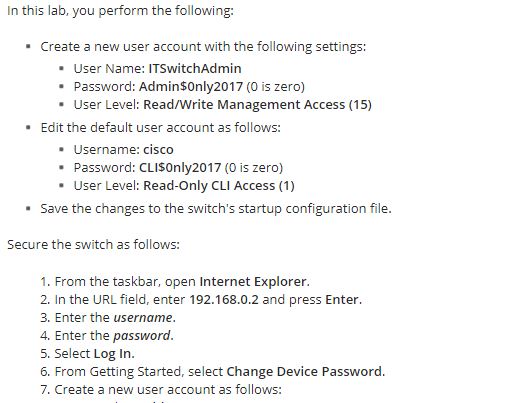 In this lab, you perform the following:
• Create a new user account with the following settings:
▪ User Name: ITSwitchAdmin
▪ Password: Admin$0nly2017 (0 is zero)
▪ User Level: Read/Write Management Access (15)
• Edit the default user account as follows:
▪ Username: cisco
▪ Password: CLI$0nly2017 (0 is zero)
▪ User Level: Read-Only CLI Access (1)
• Save the changes to the switch's startup configuration file.
Secure the switch as follows:
1. From the taskbar, open Internet Explorer.
2. In the URL field, enter 192.168.0.2 and press Enter.
3. Enter the username.
4. Enter the password.
5. Select Log In.
6. From Getting Started, select Change Device Password.
7. Create a new user account as follows: